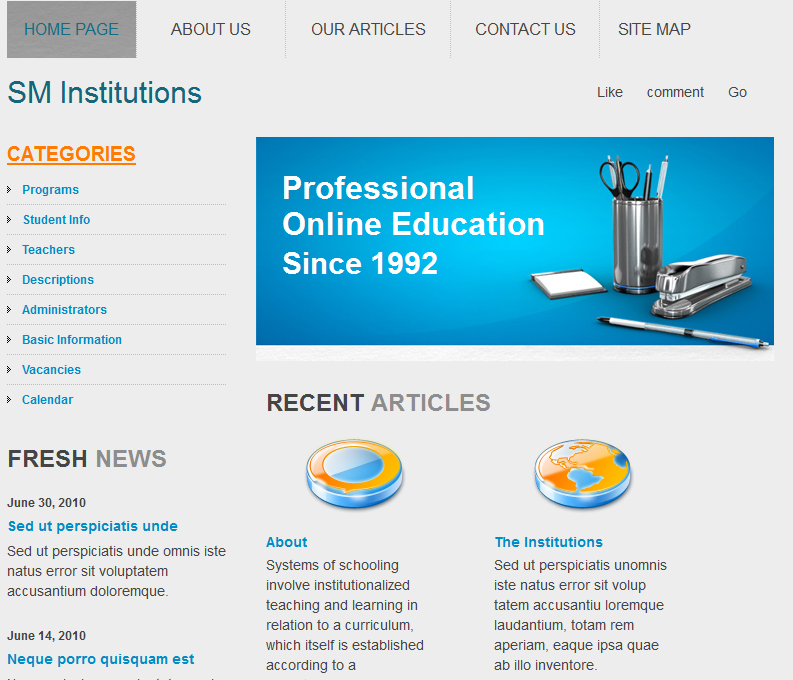 HOME PAGE
ABOUT US
OUR ARTICLES
CONTACT US
SITE MAP
SM Institutions
Like
comment
Go
CATEGORIES
Programs
Student Info
Teachers
Descriptions
Administrators
Basic Information
Vacancies
Calendar
FRESH NEWS
June 30, 2010
Sed ut perspiciatis unde
Sed ut perspiciatis unde omnis iste
natus error sit voluptatem
accusantium doloremque.
June 14, 2010
Neque porro quisquam est
Professional
Online Education
Since 1992
RECENT ARTICLES
About
Systems of schooling
involve institutionalized
teaching and learning in
relation to a curriculum,
which itself is established
according to a
The Institutions
Sed ut perspiciatis unomnis
iste natus error sit volup
tatem accusantiu loremque
laudantium, totam rem
aperiam, eaque ipsa quae
ab illo inventore.